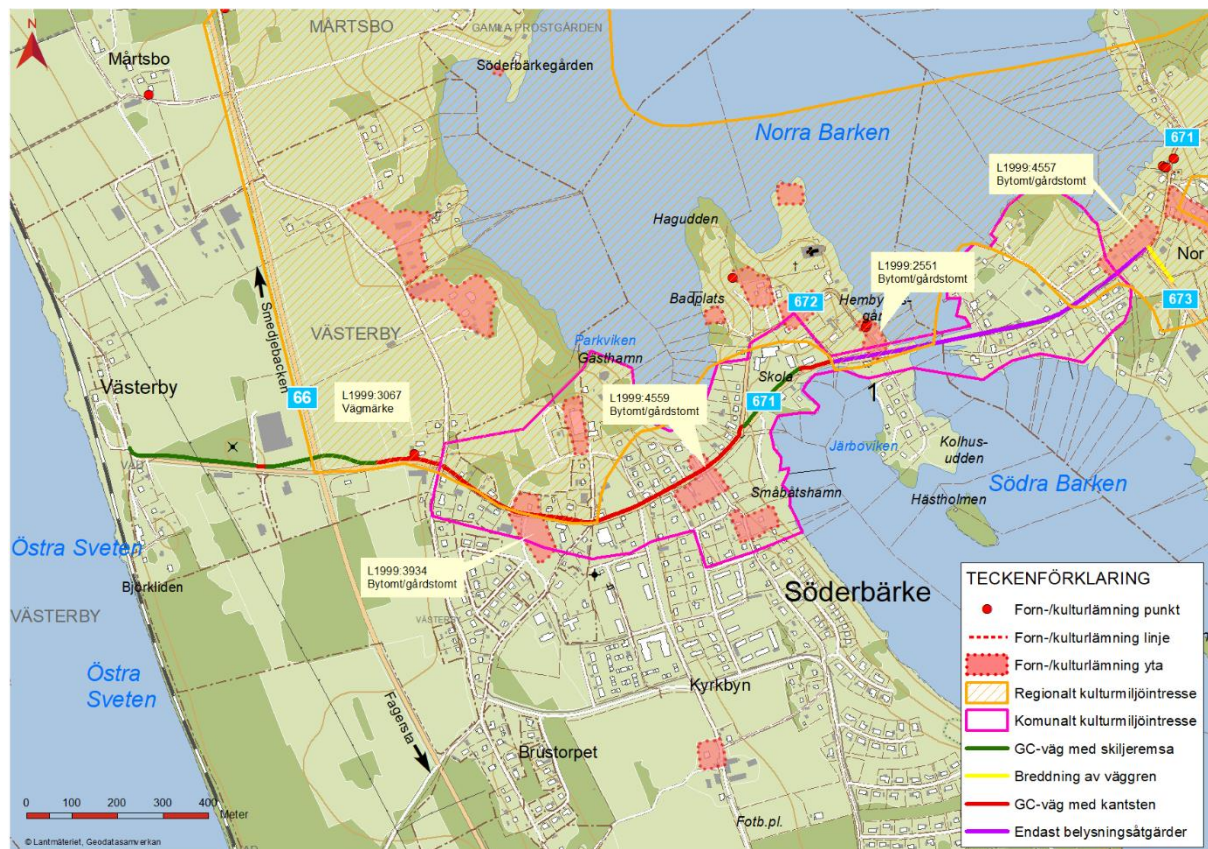 N
MÅRTSBO
GAMLA PROSTGÅRDEN
Mårtsbo
Söderbärkegården
Norra Barken
671
L1999:4557
Bytomt/gårdstomt
Hagudden
L1999:2551
Bytomt/gårdstomt
Nor
Badplats
672
673
Smedjebacken
VÄSTERBY
Parkviken
Gästhamn
Skola
1
Västerby
66
L1999:3067
Vägmärke
L1999:4559
Bytomt/gårdstomt
671
Järboviken
Kolhus-
udden
Södra Barken
VAD
Småbåtshamn
Hästholmen
Östra Sveten
L1999:3934
Bytomt/gårdstomt
Björkliden
Söderbärke
VÄSTERBY
VÄSTERBY
Östra
Sveten
Kyrkbyn
Fagersta
Brustorpet
Fotb.pl.
TECKENFÖRKLARING
Forn-/kulturlämning punkt
Forn-/kulturlämning linje
Forn-/kulturlämning yta
Regionalt kulturmiljöintresse
Komunalt kulturmiljöintresse
GC-väg med skiljeremsa
Breddning av väggren
GC-väg med kantsten
Endast belysningsåtgärder
0 100 200 300 400
Meter
© Lantmäteriet, Geodatasamverkan
VAD